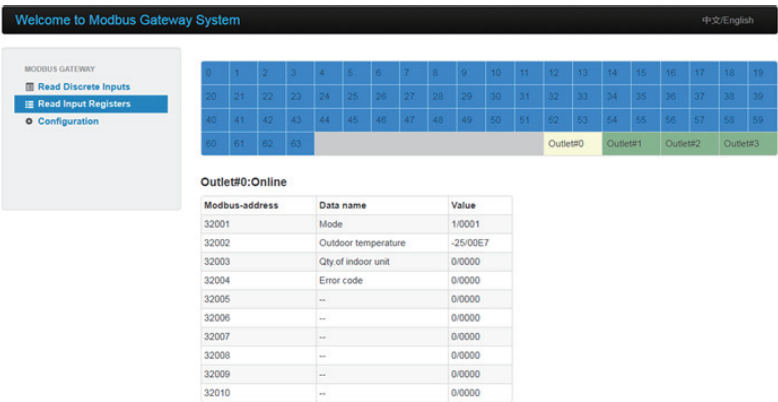 Welcome to Modbus Gateway System
中文/English
MODBUS GATEWAY
Read Discrete Inputs
Read Input Registers
Configuration
0 1 2 3 4 5 6 7 8 9 10 11 12 13 14 15 16 17 18 19
20 21 22 23 24 25 26 27 28 29 30 31 32 33 34 35 36 37 38 39
40 41 42 43 44 45 46 47 48 49 50 51 52 53 54 55 56 57 58 59
60 61 62 63 Outlet#0 Outlet#1 Outlet#2 Outlet#3
Outlet#0:Online
Modbus-address Data name Value
32001 Mode 1/0001
32002 Outdoor temperature -25/00E7
32003 Qty.of indoor unit 0/0000
32004 Error code 0/0000
32005 -- 0/0000
32006 -- 0/0000
32007 -- 0/0000
32008 -- 0/0000
32009 -- 0/0000
32010 -- 0/0000